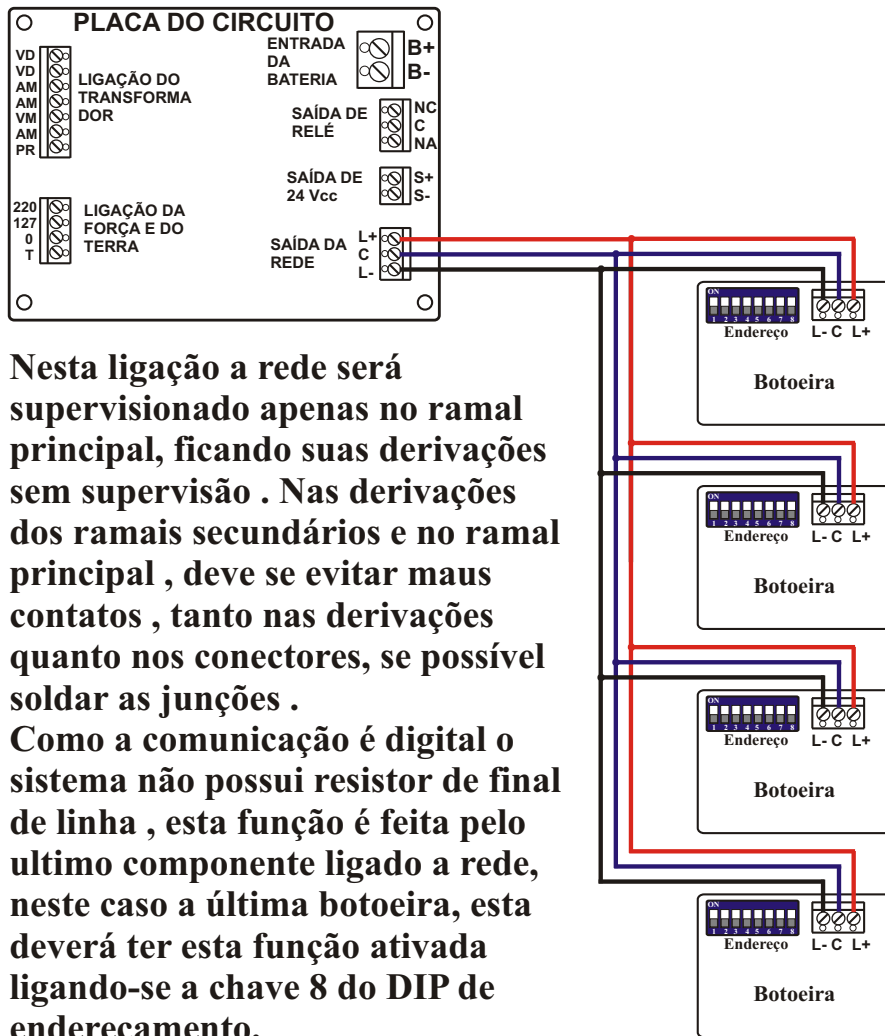 PLACA DO CIRCUITO
VD
VD
AM
AM
VM
AM
PR
LIGAÇÃO DO
TRANSFORMA
DOR
220
127
0
T
LIGAÇÃO DA
FORÇA E DO
TERRA
ENTRADA
DA
BATERIA
B+
B-
SAÍDA DE
RELÉ
NC
C
NA
SAÍDA DE
24 Vcc
S+
S-
SAÍDA DA
REDE
L+
C
L-
ON
1 2 3 4 5 6 7 8
Endereço
L- C L+
Botoeira
ON
1 2 3 4 5 6 7 8
Endereço
L- C L+
Botoeira
ON
1 2 3 4 5 6 7 8
Endereço
L- C L+
Botoeira
ON
1 2 3 4 5 6 7 8
Endereço
L- C L+
Botoeira
Nesta ligação a rede será
supervisionado apenas no ramal
principal, ficando suas derivações
sem supervisão . Nas derivações
dos ramais secundários e no ramal
principal , deve se evitar maus
contatos , tanto nas derivações
quanto nos conectores, se possível
soldar as junções .
Como a comunicação é digital o
sistema não possui resistor de final
de linha , esta função é feita pelo
ultimo componente ligado a rede,
neste caso a última botoeira, esta
deverá ter esta função ativada
ligando-se a chave 8 do DIP de
endereçamento.